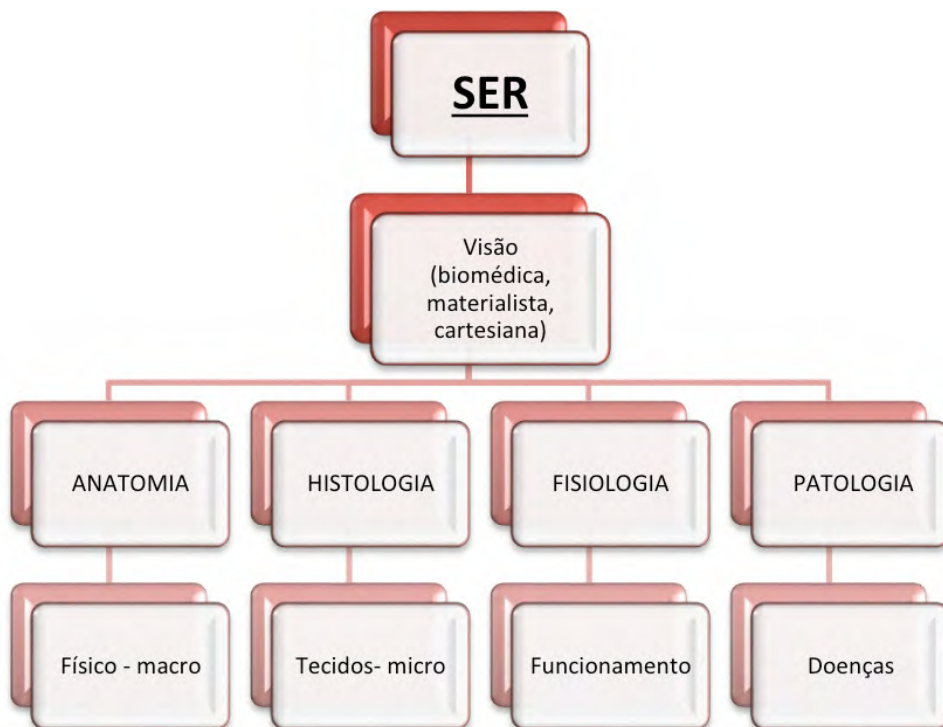 SER
Visão
(biomédica,
materialista,
cartesiana)
ANATOMIA
HISTOLOGIA
FISIOLOGIA
PATOLOGIA
Físico - macro
Tecidos- micro
Funcionamento
Doenças